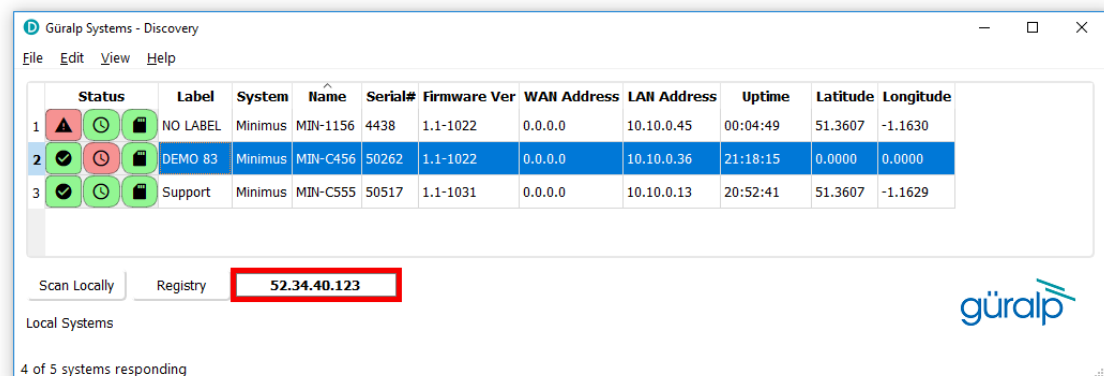 Güralp Systems - Discovery
File Edit View Help
Status Label System Name Serial# Firmware Ver WAN Address LAN Address Uptime Latitude Longitude
1 NO LABEL Minimus MIN-1156 4438 1.1-1022 0.0.0.0 10.10.0.45 00:04:49 51.3607 -1.1630
2 DEMO 83 Minimus MIN-C456 50262 1.1-1022 0.0.0.0 10.10.0.36 21:18:15 0.0000 0.0000
3 Support Minimus MIN-C555 50517 1.1-1031 0.0.0.0 10.10.0.13 20:52:41 51.3607 -1.1629
Scan Locally Registry 52.34.40.123
güralp
Local Systems
4 of 5 systems responding